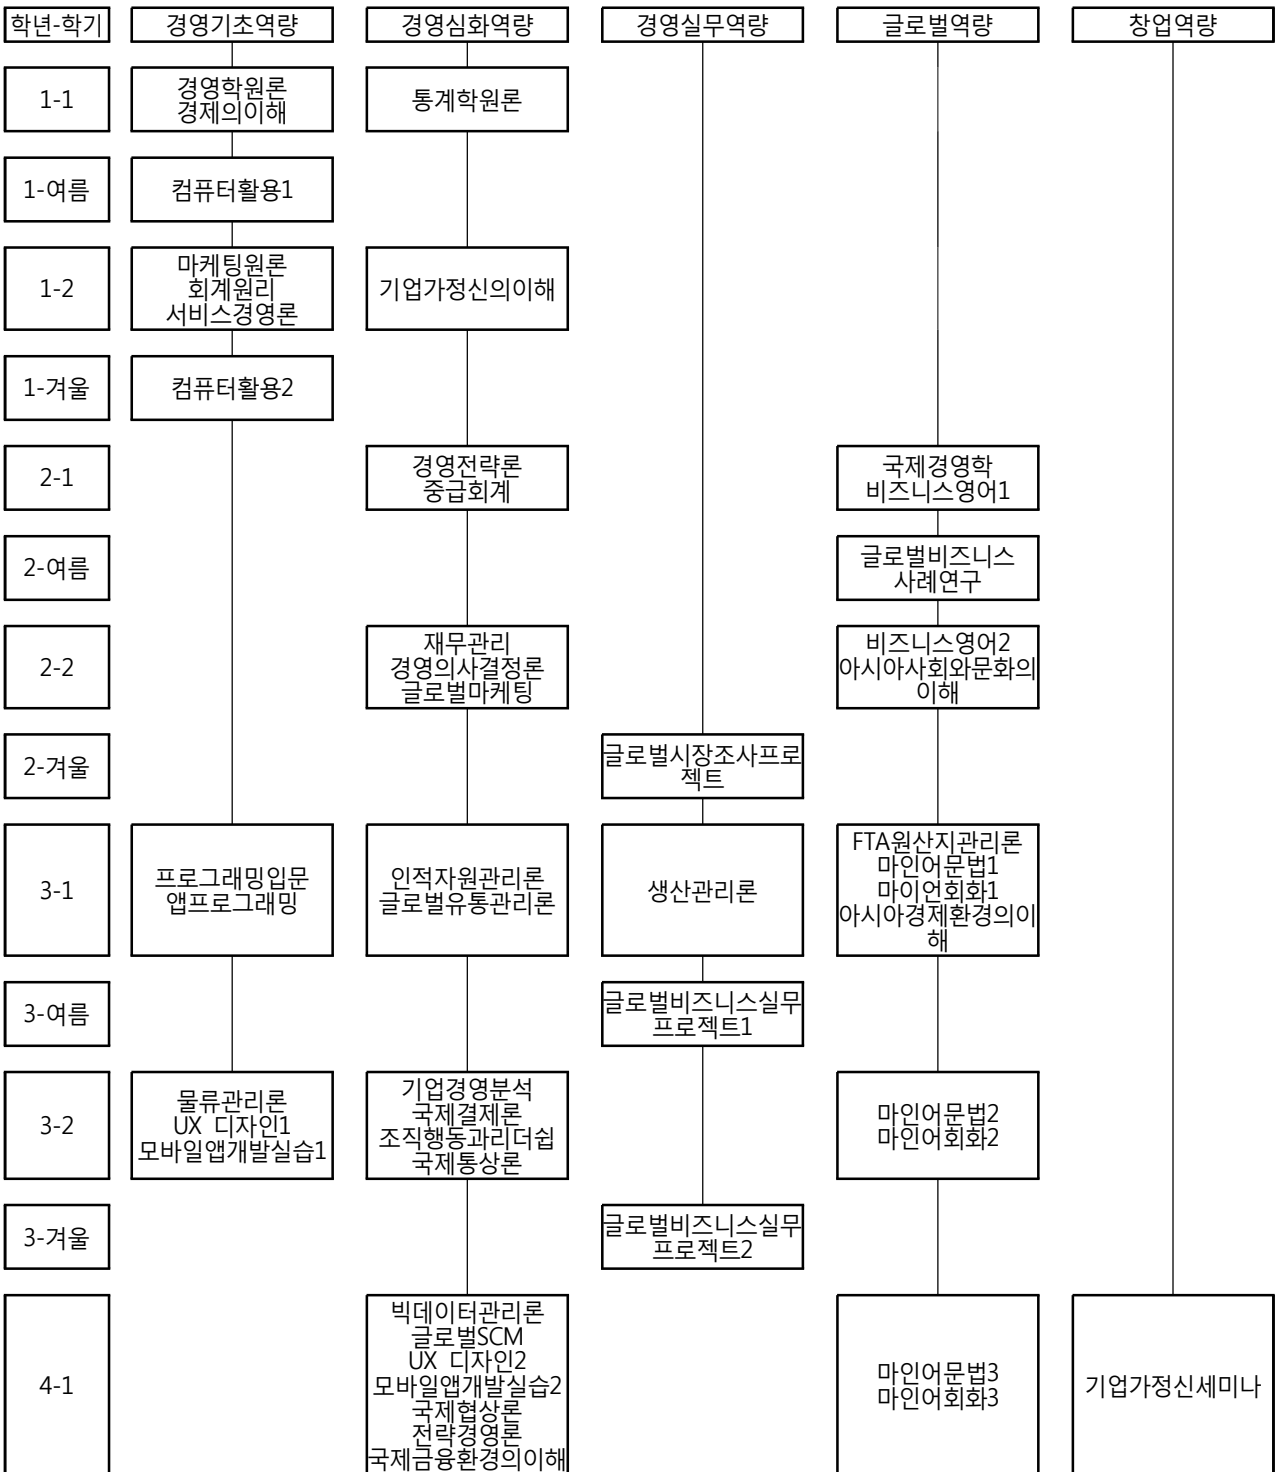 학년-학기
경영기초역량
경영심화역량
경영실무역량
글로벌역량
창업역량
1-1
경영학원론
경제의이해
통계학원론
1-여름
컴퓨터활용1
1-2
마케팅원론
회계원리
서비스경영론
기업가정신의이해
1-겨울
컴퓨터활용2
2-1
경영전략론
중급회계
국제경영학
비즈니스영어1
2-여름
글로벌비즈니스
사례연구
2-2
재무관리
경영의사결정론
글로벌마케팅
비즈니스영어2
아시아사회와문화의
이해
2-겨울
글로벌시장조사프로
젝트
3-1
프로그래밍입문
앱프로그래밍
인적자원관리론
글로벌유통관리론
생산관리론
FTA원산지관리론
마인어문법1
마이언회화1
아시아경제환경의이
해
3-여름
글로벌비즈니스실무
프로젝트1
3-2
물류관리론
UX 디자인1
모바일앱개발실습1
기업경영분석
국제결제론
조직행동과리더쉽
국제통상론
마인어문법2
마인어회화2
3-겨울
글로벌비즈니스실무
프로젝트2
4-1
빅데이터관리론
글로벌SCM
UX 디자인2
모바일앱개발실습2
국제협상론
전략경영론
국제금융환경의이해
마인어문법3
마인어회화3
기업가정신세미나